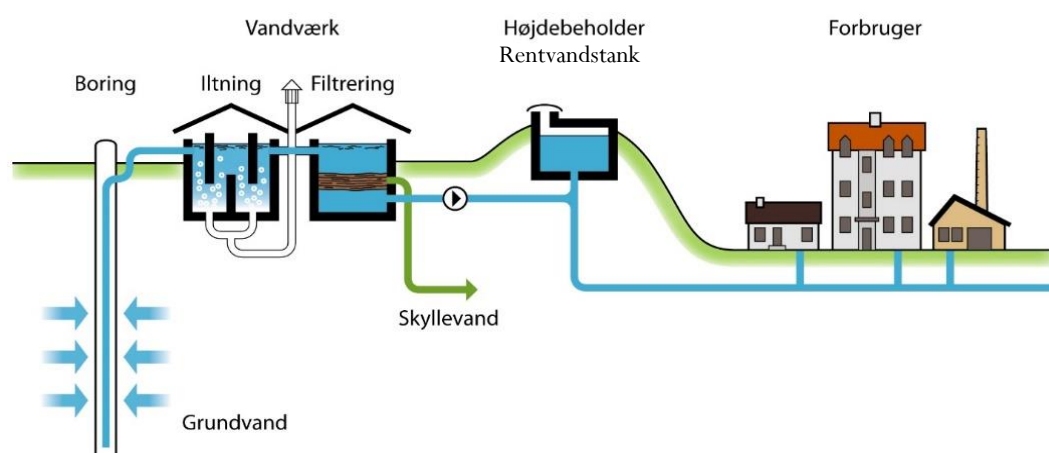 Vandværk
Højdebeholder
Rentvandstank
Forbruger
Boring
Iltning
Filtrering
Skyllevand
Grundvand